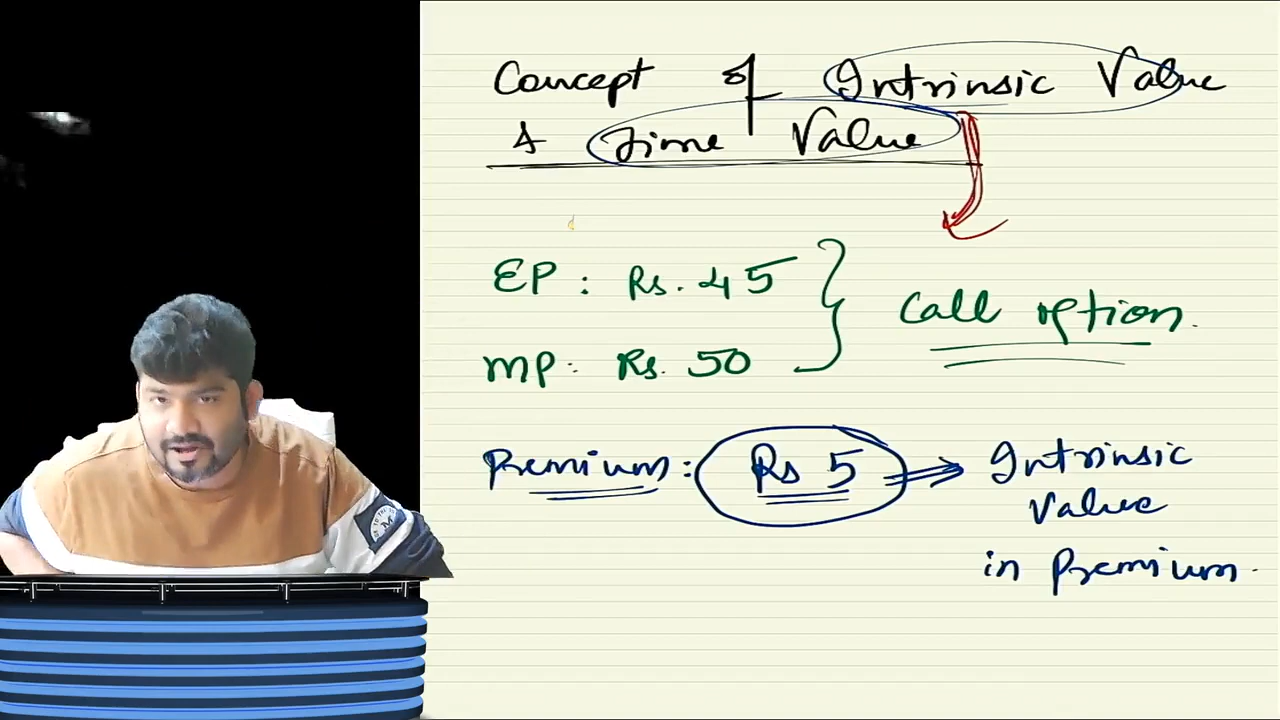 Concept of Intrinsic Value
& Time Value
EP : Rs. 45
MP : Rs. 50
Call option.
Premium : Rs 5 ⇒ Intrinsic
Value
in Premium.